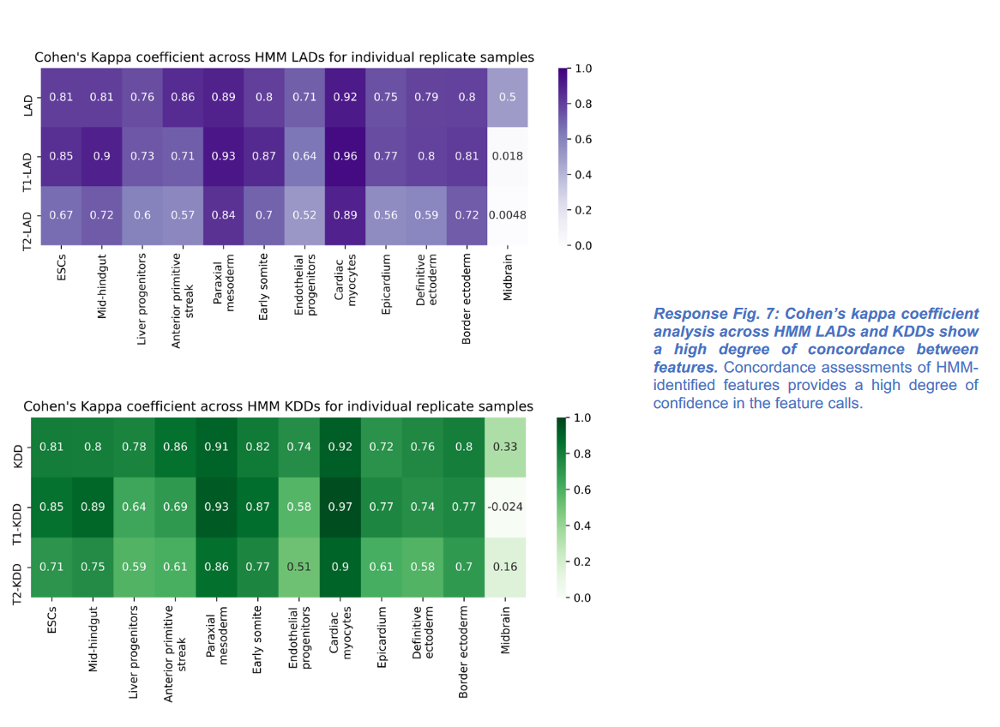 Cohen's Kappa coefficient across HMM LADs for individual replicate samples
LAD 0.81 0.81 0.76 0.86 0.89 0.8 0.71 0.92 0.75 0.79 0.8 0.5
T1-LAD 0.85 0.9 0.73 0.71 0.93 0.87 0.64 0.96 0.77 0.8 0.81 0.018
T2-LAD 0.67 0.72 0.6 0.57 0.84 0.7 0.52 0.89 0.56 0.59 0.72 0.0048
ESCs
Mid-hindgut
Liver progenitors
Anterior primitive
streak
Paraxial
mesoderm
Early somite
Endothelial
progenitors
Cardiac
myocytes
Epicardium
Definitive
ectoderm
Border ectoderm
Midbrain
1.0
0.8
0.6
0.4
0.2
0.0
Response Fig. 7: Cohen’s kappa coefficient
analysis across HMM LADs and KDDs show
a high degree of concordance between
features. Concordance assessments of HMM-
identified features provides a high degree of
confidence in the feature calls.
Cohen's Kappa coefficient across HMM KDDs for individual replicate samples
KDD 0.81 0.8 0.78 0.86 0.91 0.82 0.74 0.92 0.72 0.76 0.8 0.33
T1-KDD 0.85 0.89 0.64 0.69 0.93 0.87 0.58 0.97 0.77 0.74 0.77 -0.024
T2-KDD 0.71 0.75 0.59 0.61 0.86 0.77 0.51 0.9 0.61 0.58 0.7 0.16
ESCs
Mid-hindgut
Liver progenitors
Anterior primitive
streak
Paraxial
mesoderm
Early somite
Endothelial
progenitors
Cardiac
myocytes
Epicardium
Definitive
ectoderm
Border ectoderm
Midbrain
1.0
0.8
0.6
0.4
0.2
0.0